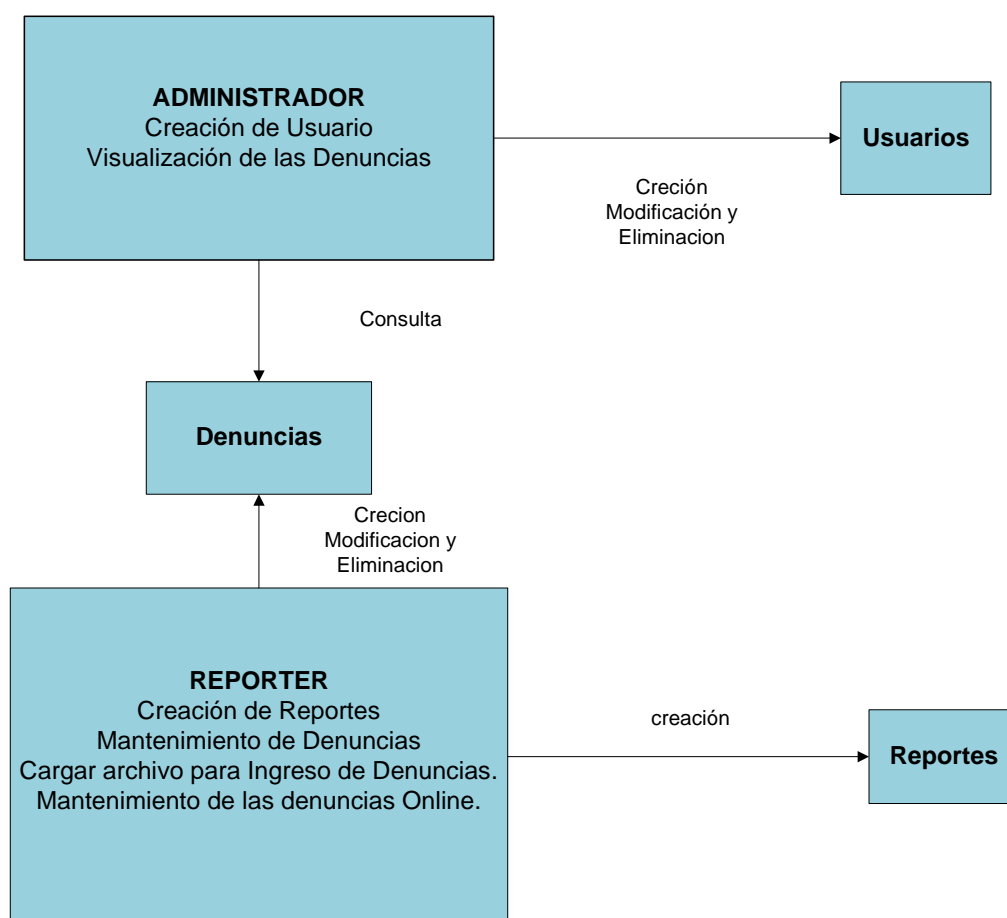 ADMINISTRADOR
Creación de Usuario
Visualización de las Denuncias
Usuarios
Creción
Modificación y
Eliminacion
Consulta
Denuncias
Crecion
Modificacion y
Eliminacion
REPORTER
Creación de Reportes
Mantenimiento de Denuncias
Cargar archivo para Ingreso de Denuncias.
Mantenimiento de las denuncias Online.
creación
Reportes